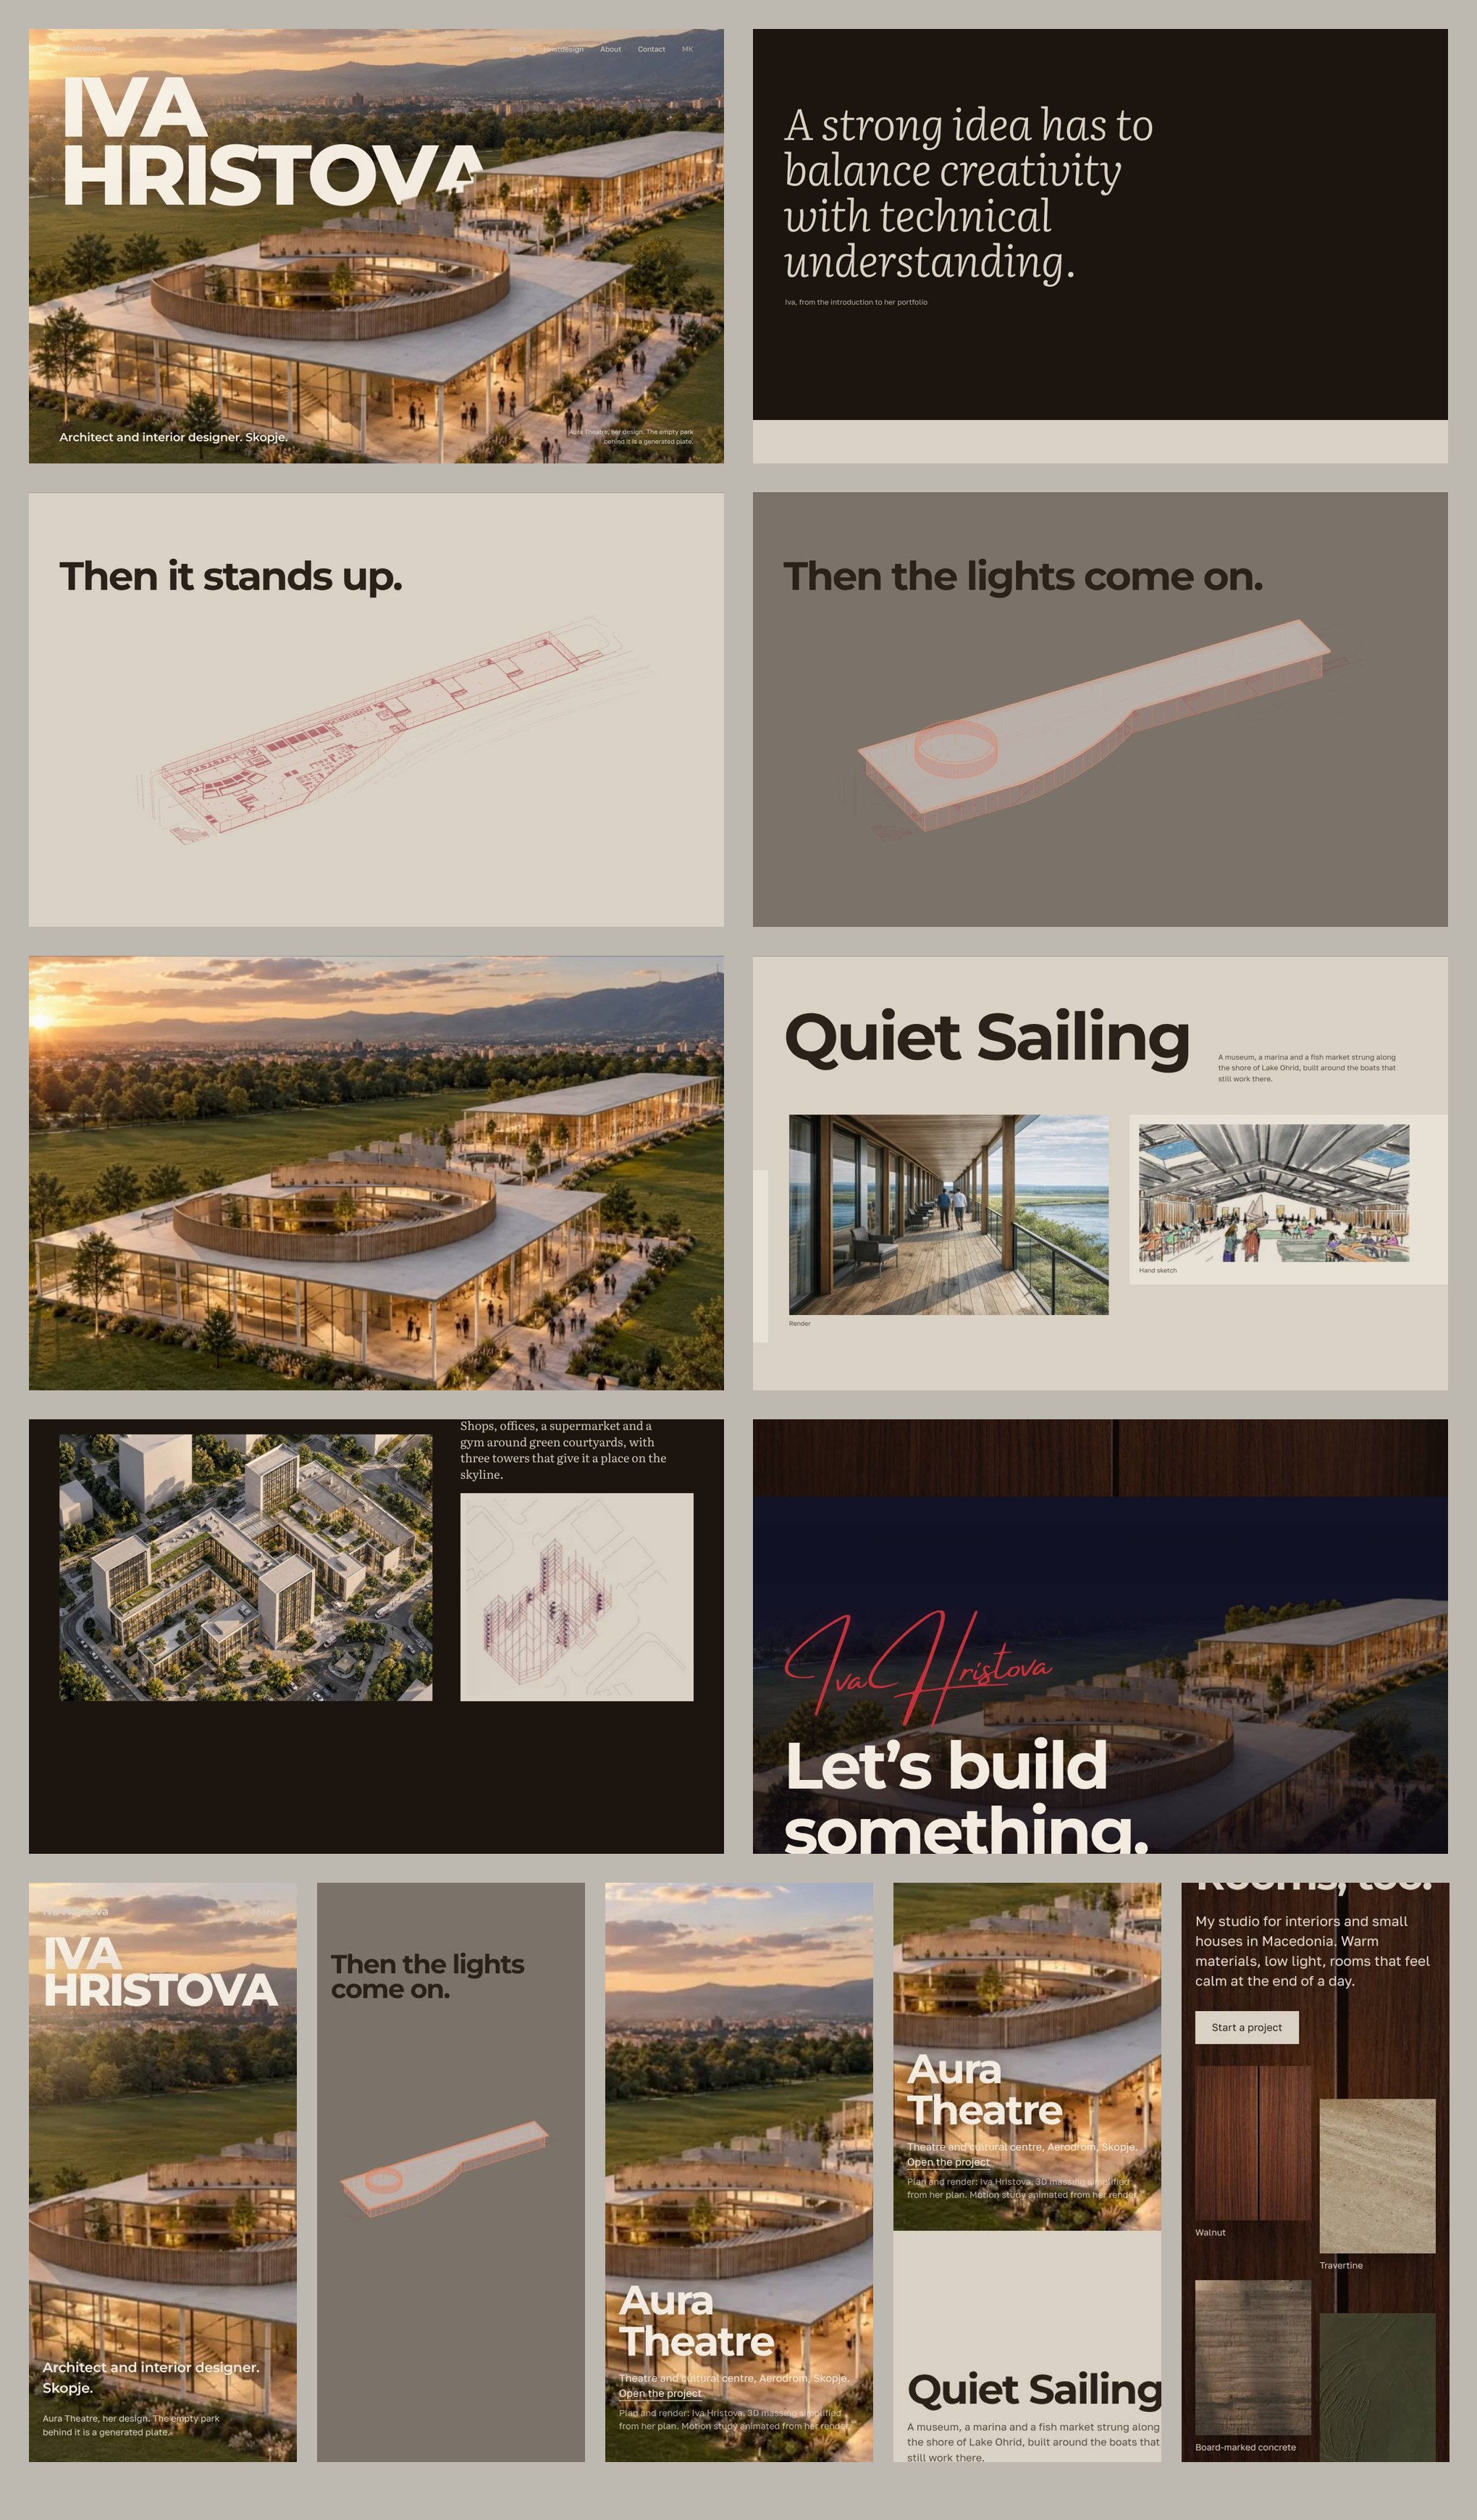 Iva Hristova
Work
Hristdesign
About
Contact
MK
IVA
HRISTOVA
Architect and interior designer. Skopje.
Aura Theatre, her design. The empty park
behind it is a generated plate.
A strong idea has to
balance creativity
with technical
understanding.
Iva, from the introduction to her portfolio
Then it stands up.
Then the lights come on.
Quiet Sailing
A museum, a marina and a fish market strung along
the shore of Lake Ohrid, built around the boats that
still work there.
Render
Hand sketch
Shops, offices, a supermarket and a
gym around green courtyards, with
three towers that give it a place on the
skyline.
Iva Hristova
Let’s build
something.
IVA
HRISTOVA
Architect and interior designer.
Skopje.
Aura Theatre, her design. The empty park
behind it is a generated plate.
Then the lights
come on.
Aura
Theatre
Theatre and cultural centre, Aerodrom, Skopje.
Open the project
Plan and render: Iva Hristova. 3D massing simplified
from her plan. Motion study animated from her render.
Aura
Theatre
Theatre and cultural centre, Aerodrom, Skopje.
Open the project
Plan and render: Iva Hristova. 3D massing simplified
from her plan. Motion study animated from her render.
Quiet Sailing
A museum, a marina and a fish market strung along
the shore of Lake Ohrid, built around the boats that
still work there.
Rooms, too.
My studio for interiors and small
houses in Macedonia. Warm
materials, low light, rooms that feel
calm at the end of a day.
Start a project
Walnut
Travertine
Board-marked concrete